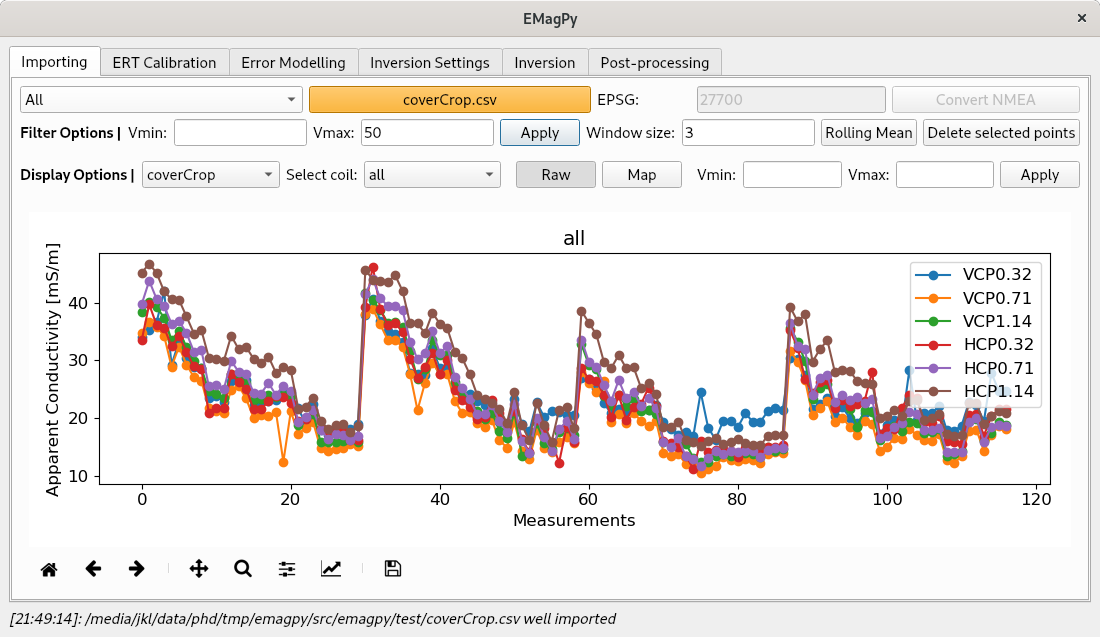 EMagPy ×
Importing ERT Calibration Error Modelling Inversion Settings Inversion Post-processing
All coverCrop.csv EPSG: 27700 Convert NMEA
Filter Options | Vmin: Vmax: 50 Apply Window size: 3 Rolling Mean Delete selected points
Display Options | coverCrop Select coil: all Raw Map Vmin: Vmax: Apply
all
Apparent Conductivity [mS/m]
40
30
20
10
VCP0.32
VCP0.71
VCP1.14
HCP0.32
HCP0.71
HCP1.14
0 20 40 60 80 100 120
Measurements
[21:49:14]: /media/jkl/data/phd/tmp/emagpy/src/emagpy/test/coverCrop.csv well imported